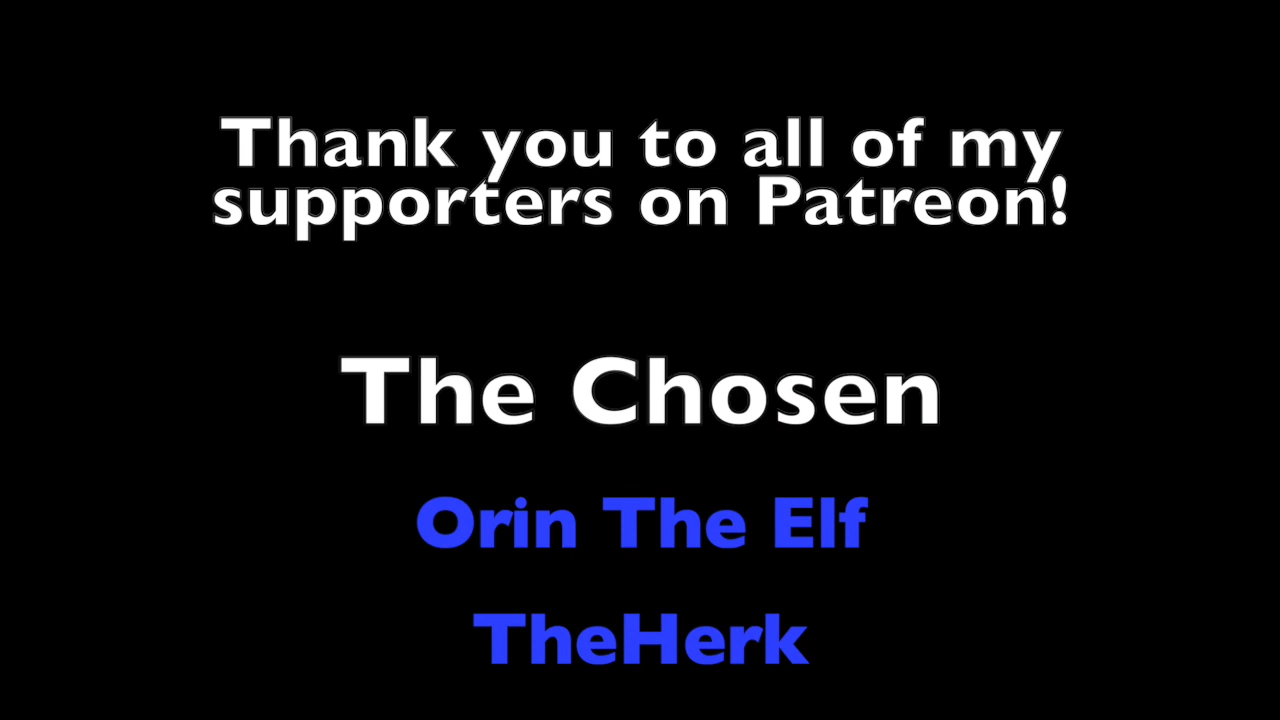 Thank you to all of my
supporters on Patreon!
The Chosen
Orin The Elf
TheHerk